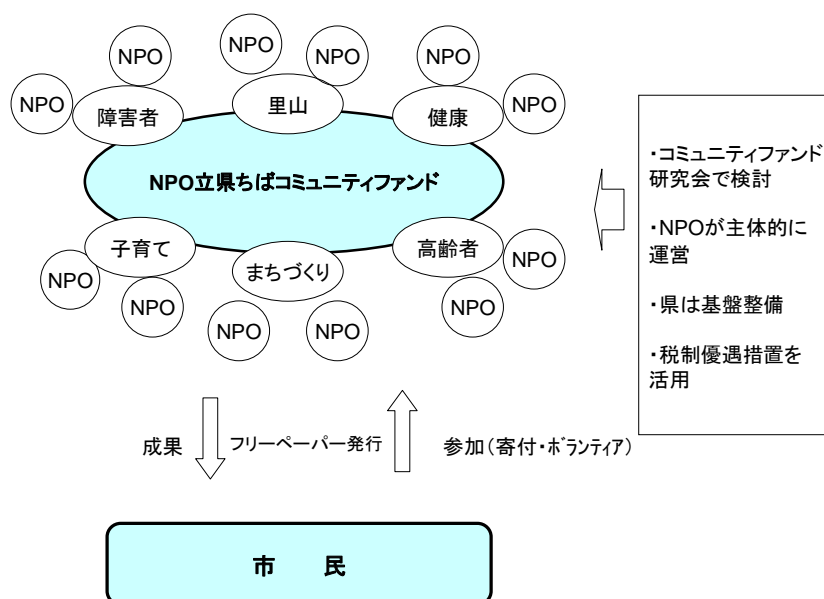 NPO
NPO
NPO
NPO
NPO
NPO
障害者
里山
健康
NPO立県ちばコミュニティファンド
子育て
まちづくり
高齢者
NPO
NPO
NPO
NPO
NPO
NPO
・コミュニティファンド
研究会で検討
・NPOが主体的に
運営
・県は基盤整備
・税制優遇措置を
活用
成果
フリーペーパー発行
参加(寄付・ボランティア)
市 民